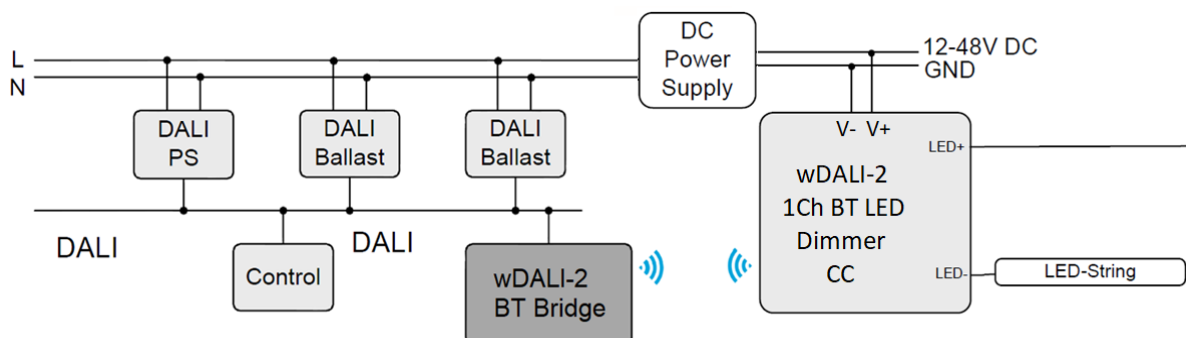 L
N
DC
Power
Supply
12-48V DC
GND
DALI
PS
DALI
Ballast
DALI
Ballast
V- V+
LED+
wDALI-2
1Ch BT LED
Dimmer
CC
DALI
DALI
Control
wDALI-2
BT Bridge
LED-
LED-String